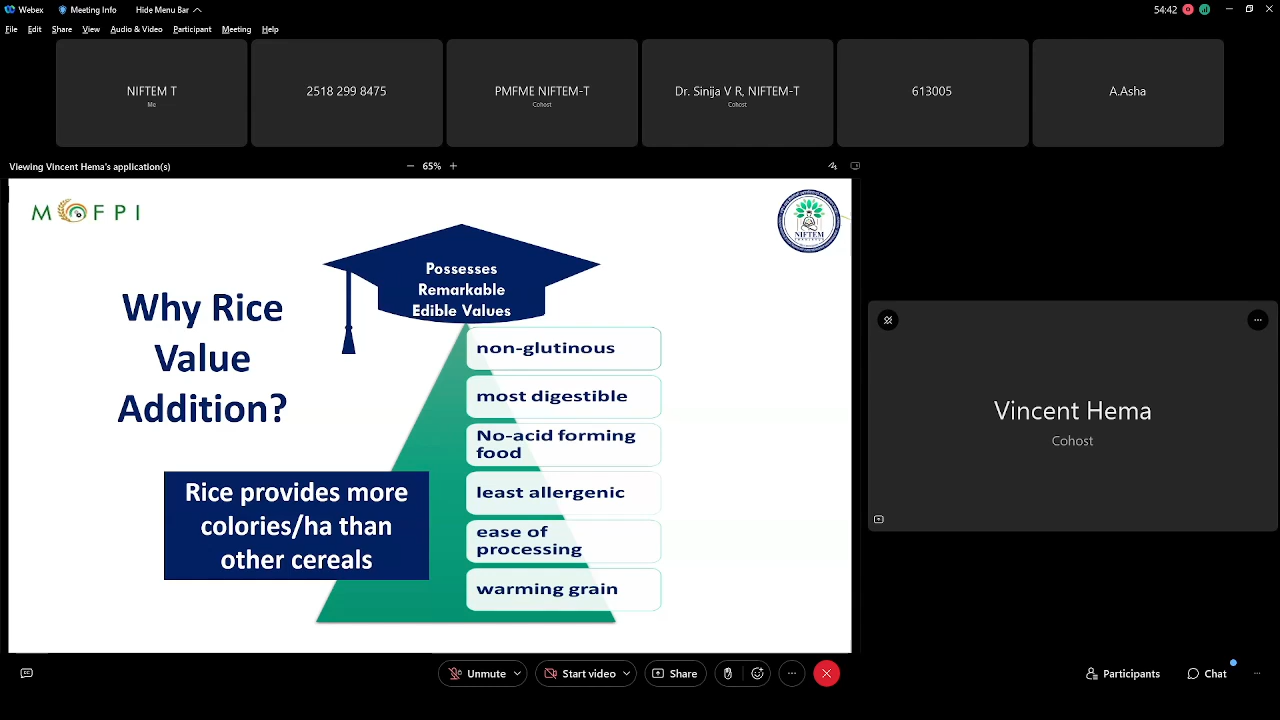 Webex Meeting Info Hide Menu Bar 54:42
File Edit Share View Audio & Video Participant Meeting Help
NIFTEM T
Me
2518 299 8475
PMFME NIFTEM-T
Cohost
Dr. Sinija V R, NIFTEM-T
Cohost
613005
A.Asha
Viewing Vincent Hema's application(s) 65%
MOFPI
NIFTEM
Possesses
Remarkable
Edible Values
Why Rice
Value
Addition?
Rice provides more
colories/ha than
other cereals
non-glutinous
most digestible
No-acid forming
food
least allergenic
ease of
processing
warming grain
Vincent Hema
Cohost
Unmute Start video Share Participants Chat